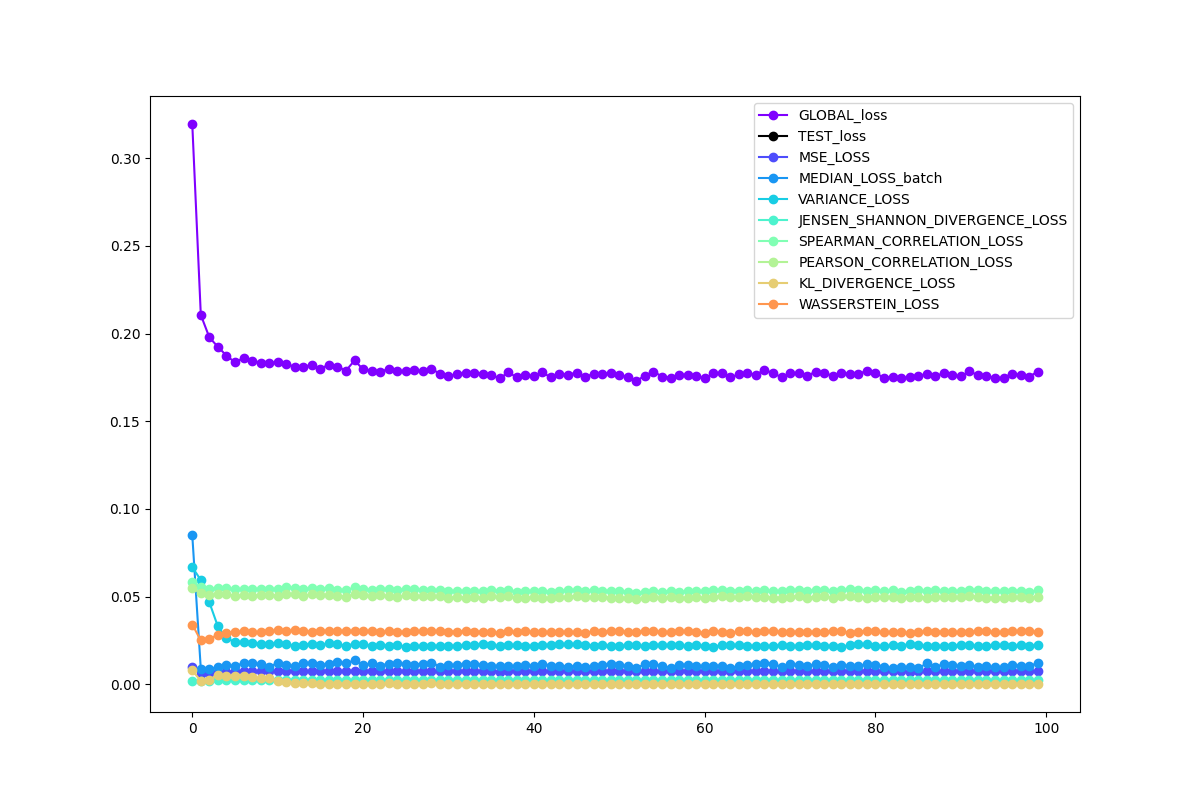 GLOBAL_loss
TEST_loss
MSE_LOSS
MEDIAN_LOSS_batch
VARIANCE_LOSS
JENSEN_SHANNON_DIVERGENCE_LOSS
SPEARMAN_CORRELATION_LOSS
PEARSON_CORRELATION_LOSS
KL_DIVERGENCE_LOSS
WASSERSTEIN_LOSS
0.30
0.25
0.20
0.15
0.10
0.05
0.00
0 20 40 60 80 100